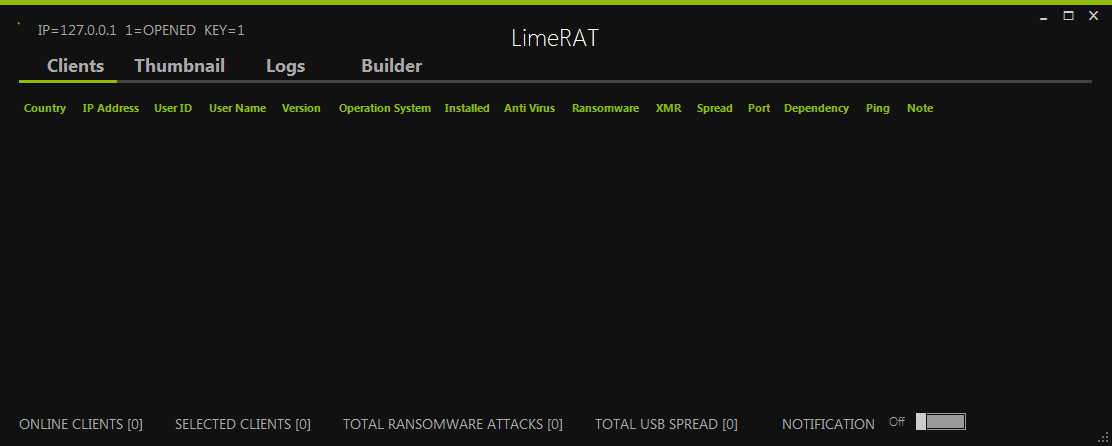 IP=127.0.0.1 1=OPENED KEY=1
LimeRAT
Clients Thumbnail Logs Builder
Country IP Address User ID User Name Version Operation System Installed Anti Virus Ransomware XMR Spread Port Dependency Ping Note
ONLINE CLIENTS [0] SELECTED CLIENTS [0] TOTAL RANSOMWARE ATTACKS [0] TOTAL USB SPREAD [0] NOTIFICATION Off